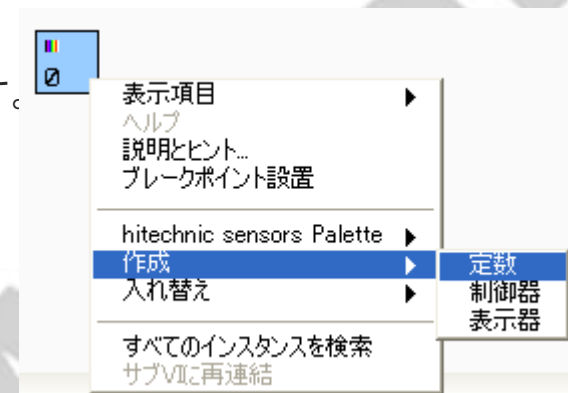 0
。
表示項目
ヘルプ
説明とヒント...
ブレークポイント設置
hitechnic sensors Palette
作成
入れ替え
すべてのインスタンスを検索
サブVIに再連結
定数
制御器
表示器